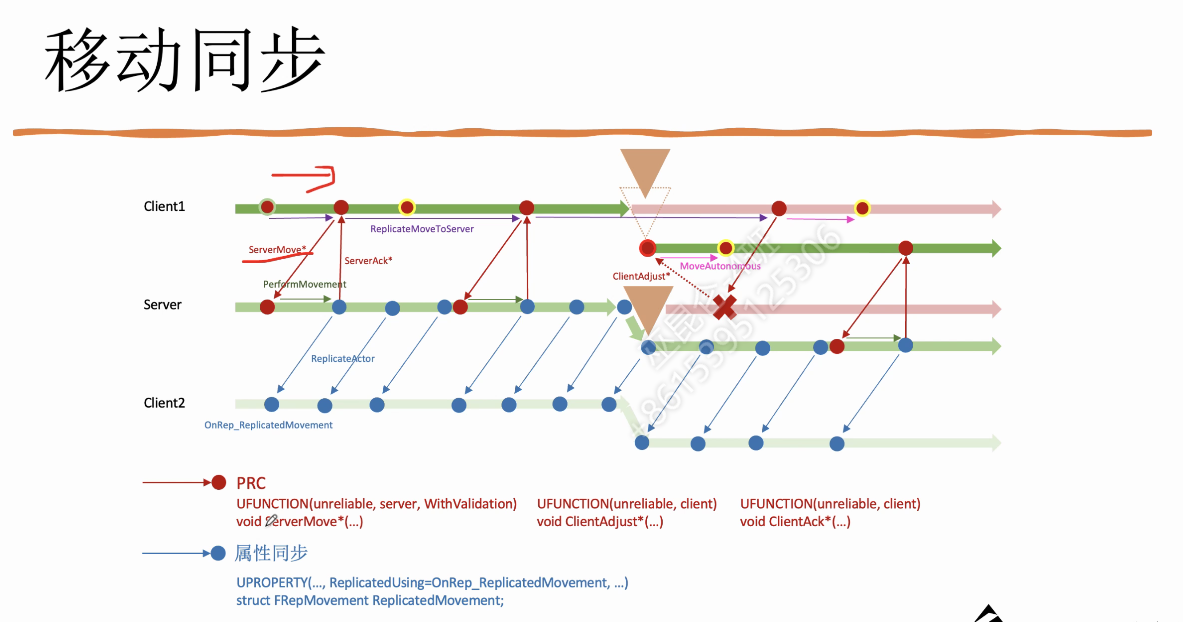 移动同步
Client1
ReplicateMoveToServer
ServerMove*
ServerAck*
MoveAutonomous
ClientAdjust*
PerformMovement
Server
ReplicateActor
Client2
OnRep_ReplicatedMovement
PRC
UFUNCTION(unreliable, server, WithValidation) UFUNCTION(unreliable, client) UFUNCTION(unreliable, client)
void ServerMove*(...) void ClientAdjust*(...) void ClientAck*(...)
属性同步
UPROPERTY(..., ReplicatedUsing=OnRep_ReplicatedMovement, ...)
struct FRepMovement ReplicatedMovement;